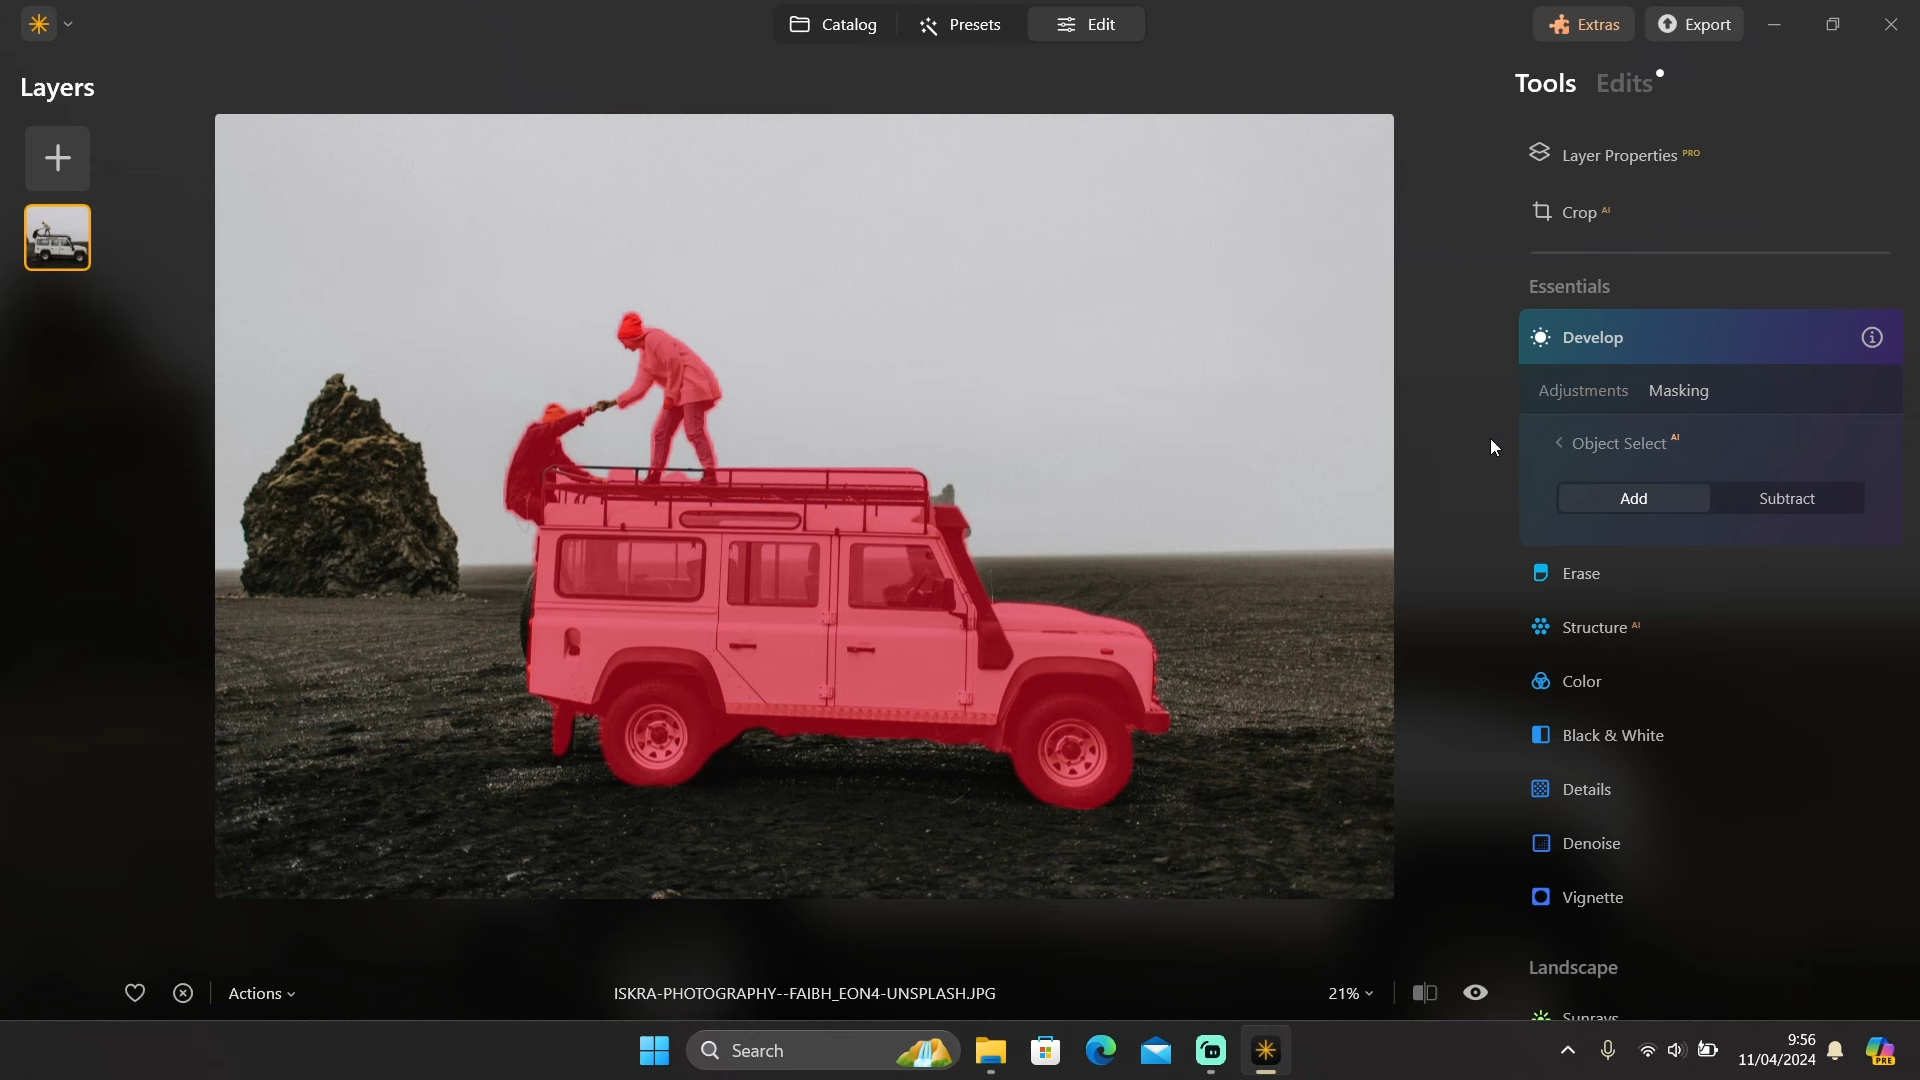 Catalog
Presets
Edit
Extras
Export
Layers
Tools Edits
Layer Properties PRO
Crop AI
Essentials
Develop
Adjustments Masking
Object Select AI
Add Subtract
Erase
Structure AI
Color
Black & White
Details
Denoise
Vignette
Landscape
Sunrays
Actions
ISKRA-PHOTOGRAPHY--FAIBH_EON4-UNSPLASH.JPG
21%
Search
9:56
11/04/2024
PRE